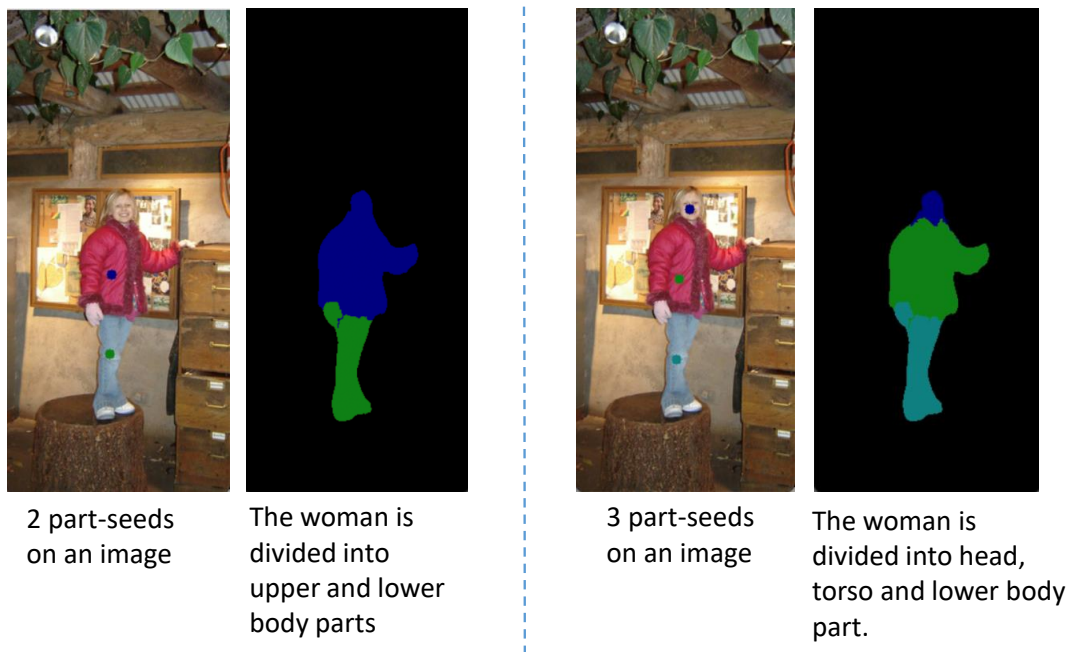 2 part-seeds
on an image
The woman is
divided into
upper and lower
body parts
3 part-seeds
on an image
The woman is
divided into head,
torso and lower body
part.